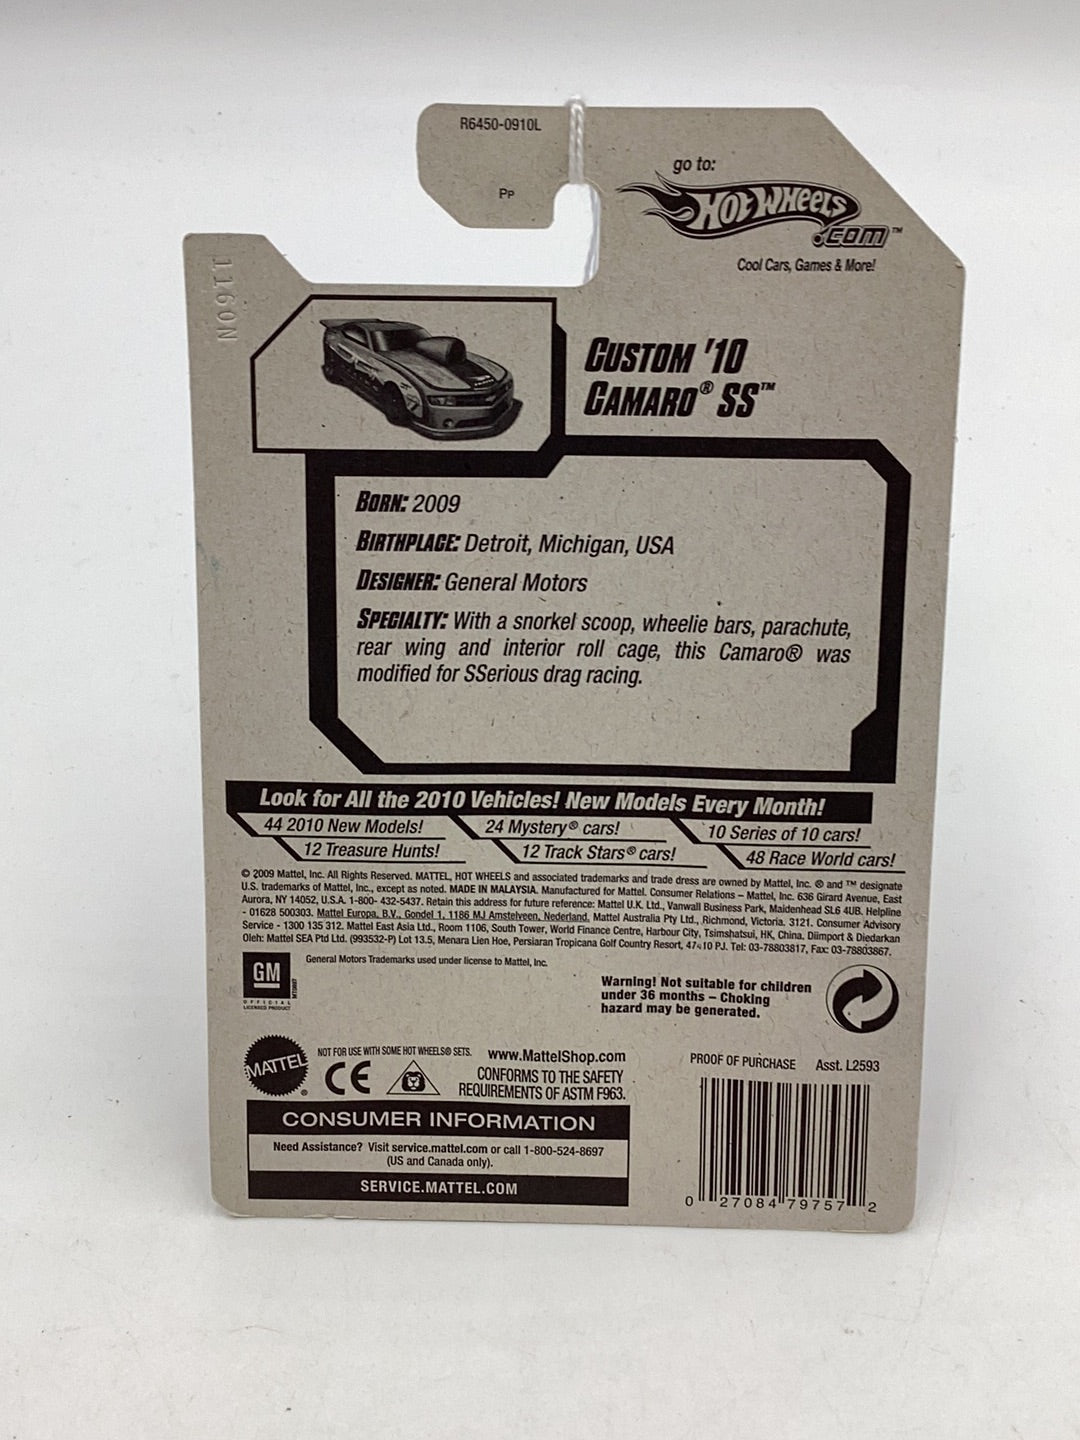 R6450-0910L
Pp
go to:
HOT WHEELS
.COM™
Cool Cars, Games & More!
1160N
CUSTOM '10
CAMARO® SS™
BORN: 2009
BIRTHPLACE: Detroit, Michigan, USA
DESIGNER: General Motors
SPECIALTY: With a snorkel scoop, wheelie bars, parachute,
rear wing and interior roll cage, this Camaro® was
modified for SSerious drag racing.
Look for All the 2010 Vehicles! New Models Every Month!
44 2010 New Models! 24 Mystery® cars! 10 Series of 10 cars!
12 Treasure Hunts! 12 Track Stars® cars! 48 Race World cars!
© 2009 Mattel, Inc. All Rights Reserved. MATTEL, HOT WHEELS and associated trademarks and trade dress are owned by Mattel, Inc. ® and ™ designate
U.S. trademarks of Mattel, Inc., except as noted. MADE IN MALAYSIA. Manufactured for Mattel. Consumer Relations – Mattel, Inc. 636 Girard Avenue, East
Aurora, NY 14052, U.S.A. 1-800- 432-5437. Retain this address for future reference: Mattel U.K. Ltd., Vanwall Business Park, Maidenhead SL6 4UB. Helpline
- 01628 500303. Mattel Europa, B.V., Gondel 1, 1186 MJ Amstelveen, Nederland. Mattel Australia Pty Ltd., Richmond, Victoria. 3121. Consumer Advisory
Service - 1300 135 312. Mattel East Asia Ltd., Room 1106, South Tower, World Finance Centre, Harbour City, Tsimshatsui, HK, China. Diimport & Diedarkan
Oleh: Mattel SEA Ptd Ltd. (993532-P) Lot 13.5, Menara Lien Hoe, Persiaran Tropicana Golf Country Resort, 47410 PJ. Tel: 03-78803817, Fax: 03-78803867.
GM
OFFICIAL
LICENSED PRODUCT
General Motors Trademarks used under license to Mattel, Inc.
Warning! Not suitable for children
under 36 months – Choking
hazard may be generated.
MATTEL®
NOT FOR USE WITH SOME HOT WHEELS® SETS. www.MattelShop.com
CE
CONFORMS TO THE SAFETY
REQUIREMENTS OF ASTM F963.
CONSUMER INFORMATION
Need Assistance? Visit service.mattel.com or call 1-800-524-8697
(US and Canada only).
SERVICE.MATTEL.COM
PROOF OF PURCHASE Asst. L2593
0 27084 79757 2